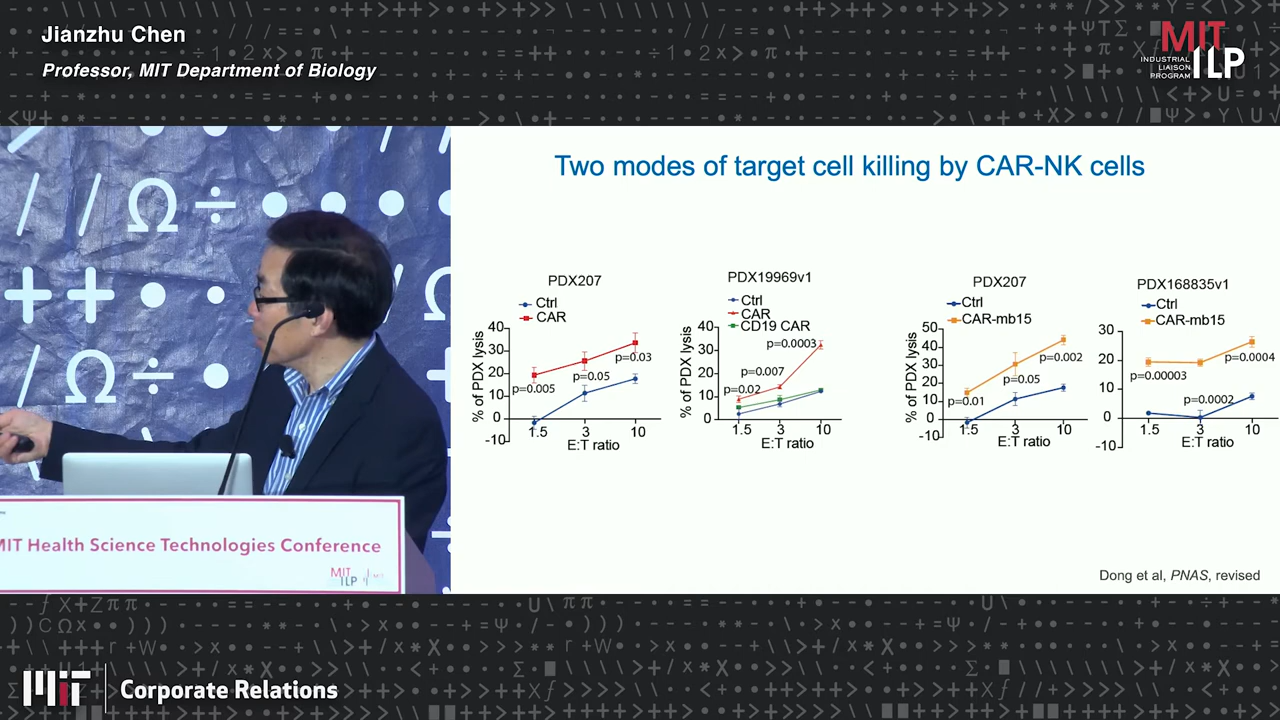 Jianzhu Chen
Professor, MIT Department of Biology
MIT
INDUSTRIAL
LIAISON
PROGRAM
ILP
Two modes of target cell killing by CAR-NK cells
PDX207
Ctrl
CAR
% of PDX lysis
40
30
20
10
0
-10
p=0.005
p=0.05
p=0.03
1.5 3 10
E:T ratio
PDX19969v1
Ctrl
CAR
CD19 CAR
% of PDX lysis
40
30
20
10
0
p=0.02
p=0.007
p=0.0003
1.5 3 10
E:T ratio
PDX207
Ctrl
CAR-mb15
% of PDX lysis
50
40
30
20
10
0
-10
p=0.01
p=0.05
p=0.002
1.5 3 10
E:T ratio
PDX168835v1
Ctrl
CAR-mb15
30
20
10
0
-10
p=0.00003
p=0.0002
p=0.0004
1.5 3 10
E:T ratio
Dong et al, PNAS, revised
MIT Health Science Technologies Conference
MIT
ILP
MIT
Corporate Relations